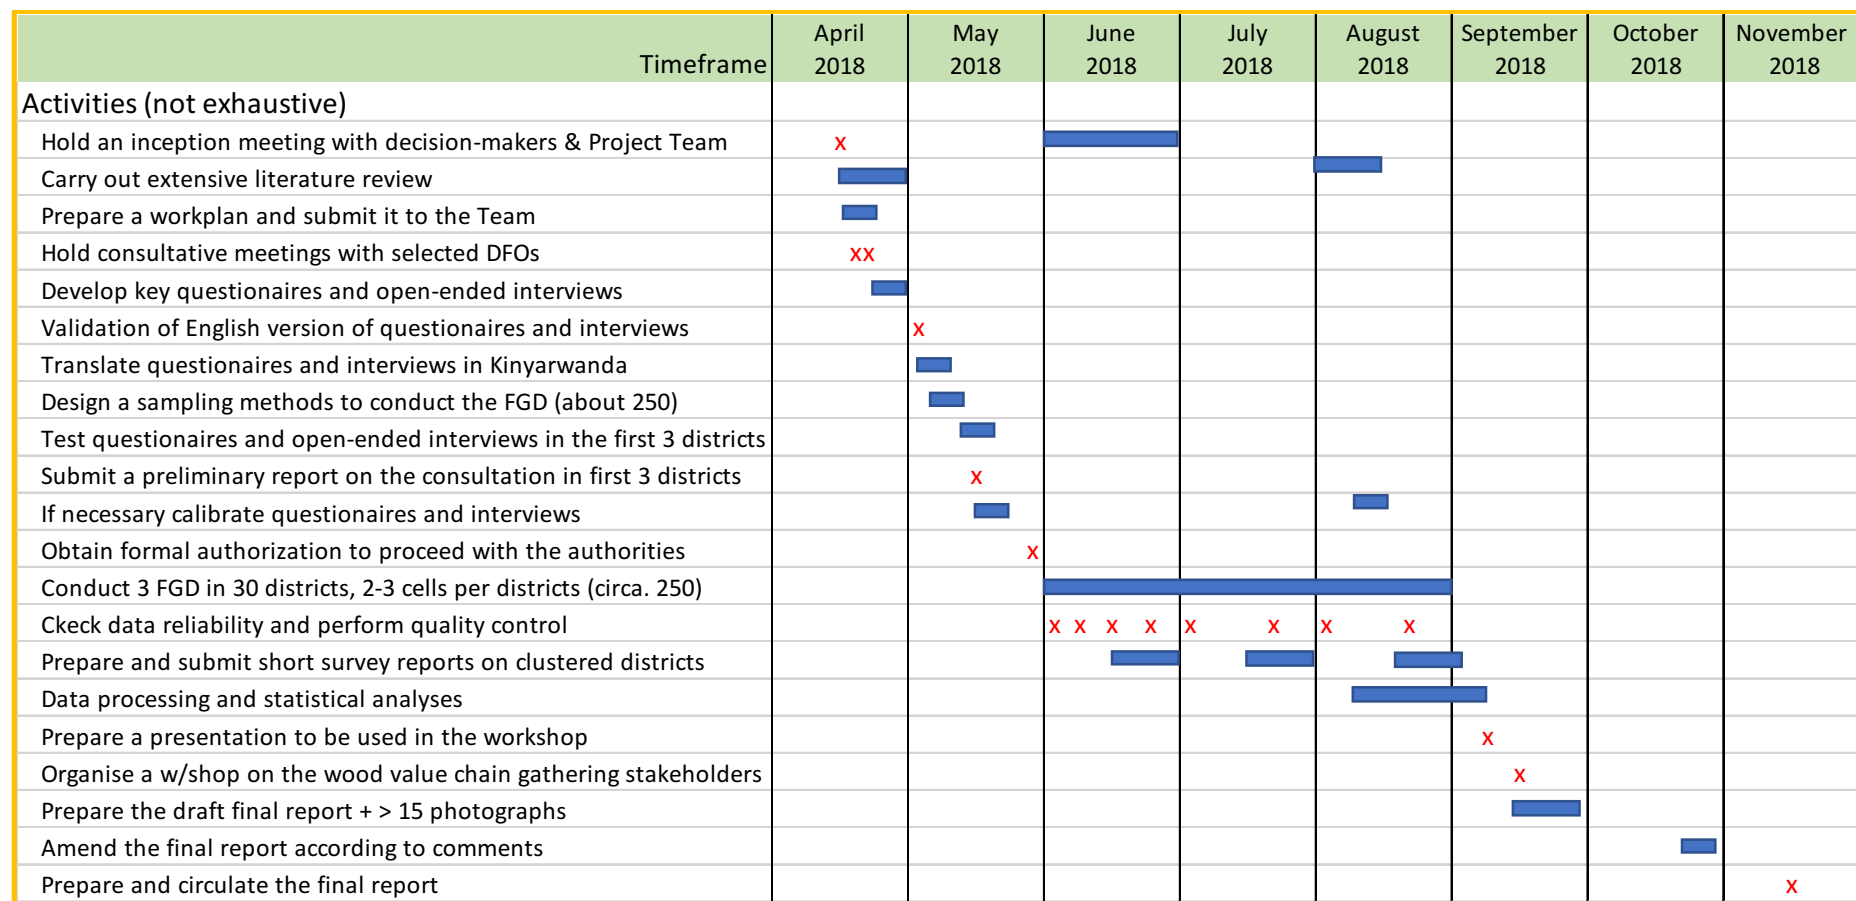 April May June July August September October November
Timeframe 2018 2018 2018 2018 2018 2018 2018 2018
Activities (not exhaustive)
Hold an inception meeting with decision-makers & Project Team x
Carry out extensive literature review
Prepare a workplan and submit it to the Team
Hold consultative meetings with selected DFOs xx
Develop key questionaires and open-ended interviews
Validation of English version of questionaires and interviews x
Translate questionaires and interviews in Kinyarwanda
Design a sampling methods to conduct the FGD (about 250)
Test questionaires and open-ended interviews in the first 3 districts
Submit a preliminary report on the consultation in first 3 districts x
If necessary calibrate questionaires and interviews
Obtain formal authorization to proceed with the authorities x
Conduct 3 FGD in 30 districts, 2-3 cells per districts (circa. 250)
Ckeck data reliability and perform quality control x x x x x x x x
Prepare and submit short survey reports on clustered districts
Data processing and statistical analyses
Prepare a presentation to be used in the workshop x
Organise a w/shop on the wood value chain gathering stakeholders x
Prepare the draft final report + > 15 photographs
Amend the final report according to comments
Prepare and circulate the final report x